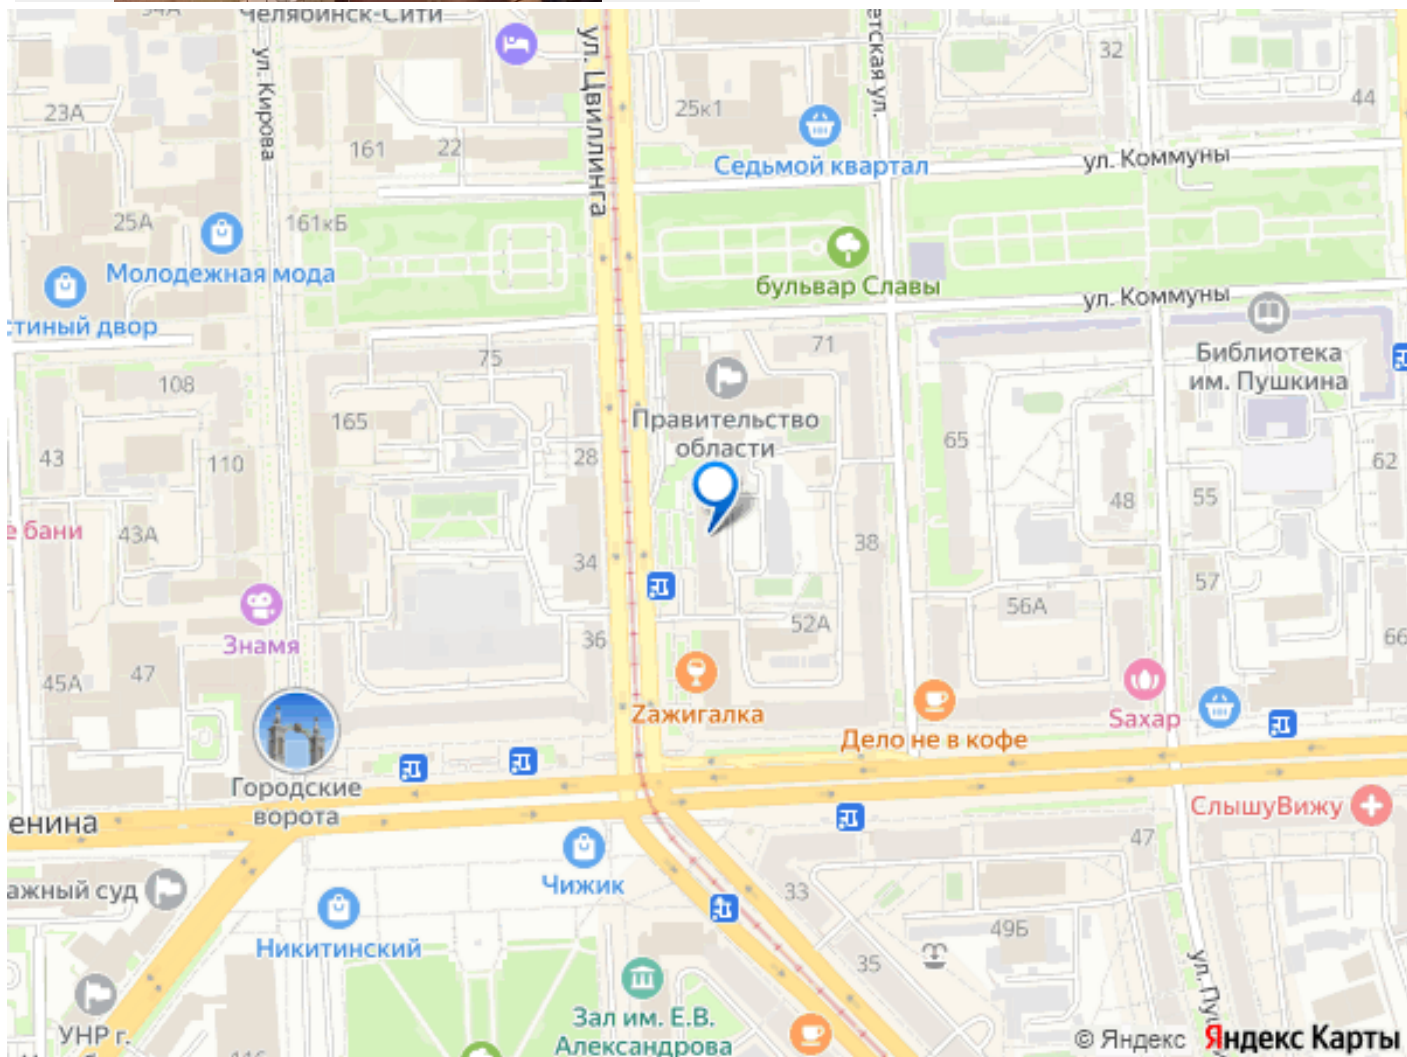 Челябинск-Сити
ул. Кирова
ул. Цвиллинга
32
23А
25к1
44
161
22
Седьмой квартал
ул. Коммуны
25А
161кБ
Молодежная мода
бульвар Славы
ул. Коммуны
стиный двор
75
71
Библиотека
им. Пушкина
108
165
Правительство
области
43
110
28
65
62
48
55
е бани
43А
34
38
57
56А
36
52А
66
Знамя
45А
47
Zажигалка
Sахар
Дело не в кофе
Городские
ворота
енина
СлышуВижу
47
Чижик
ажный суд
33
Никитинский
49Б
35
Зал им. Е.В.
Александрова
УНР г.
© Яндекс Яндекс Карты